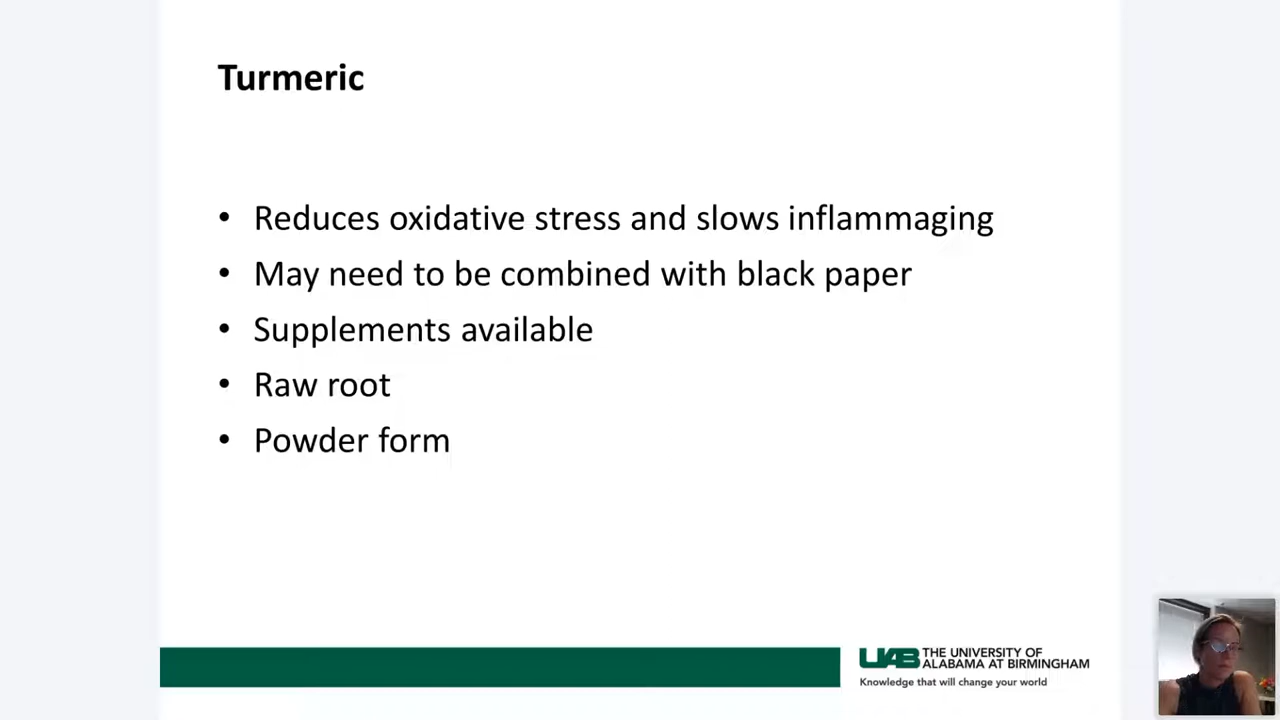 Turmeric
• Reduces oxidative stress and slows inflammaging
• May need to be combined with black paper
• Supplements available
• Raw root
• Powder form
UAB THE UNIVERSITY OF
ALABAMA AT BIRMINGHAM
Knowledge that will change your world